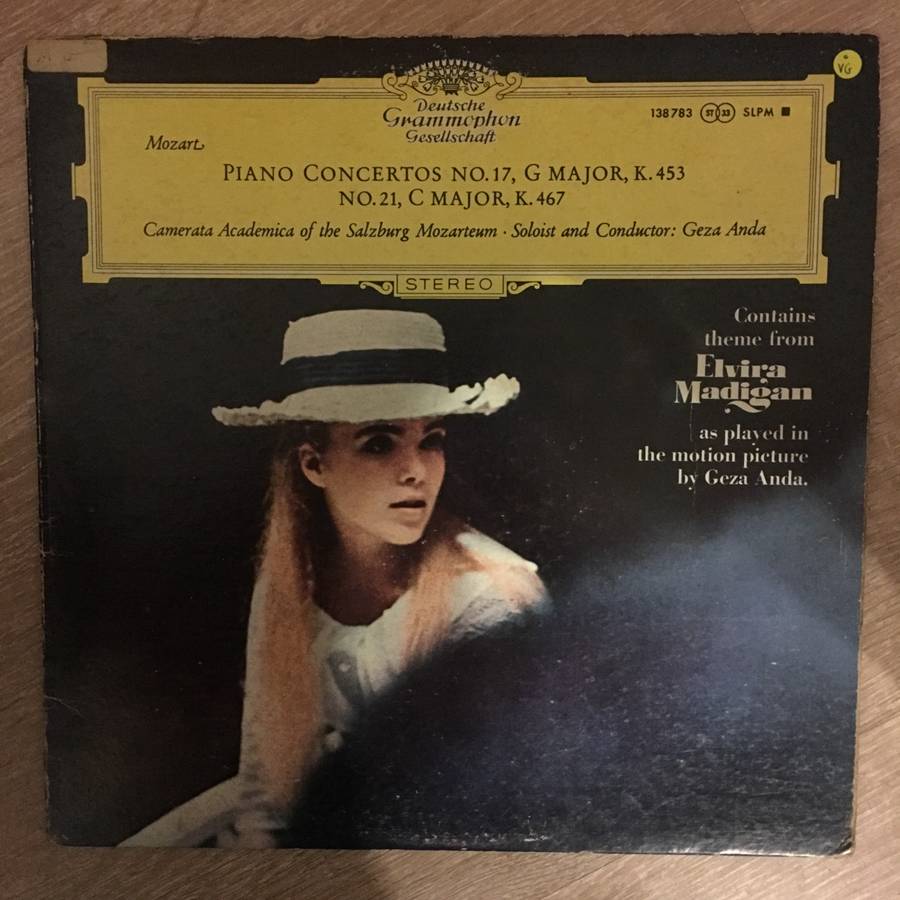 VG
Deutsche
Grammophon
Gesellschaft
138783 ST 33 SLPM
Mozart
PIANO CONCERTOS NO.17, G MAJOR, K.453
NO.21, C MAJOR, K.467
Camerata Academica of the Salzburg Mozarteum · Soloist and Conductor: Geza Anda
STEREO
Contains
theme from
Elvira
Madigan
as played in
the motion picture
by Geza Anda.